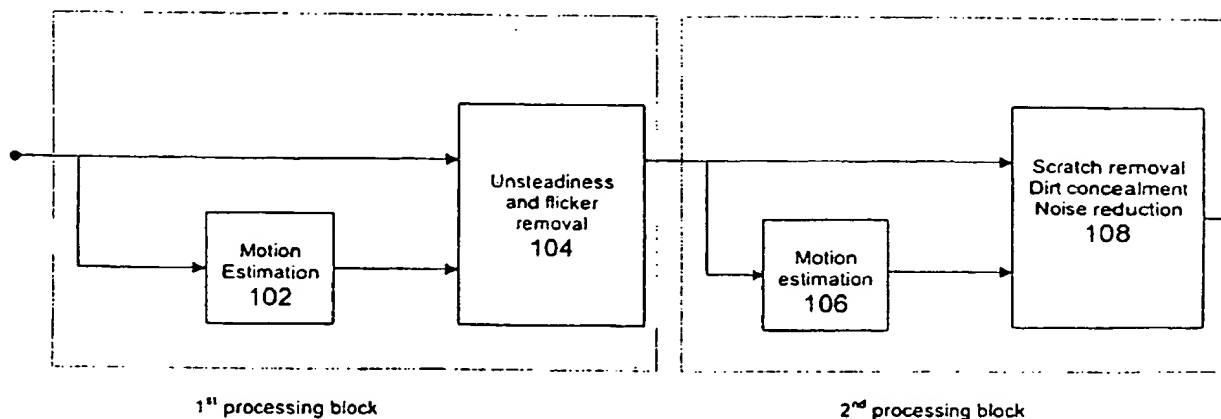 Unsteadiness
and flicker
removal
104
Motion
Estimation
102
Scratch removal
Dirt concealment
Noise reduction
108
Motion
estimation
106
1st processing block
2nd processing block